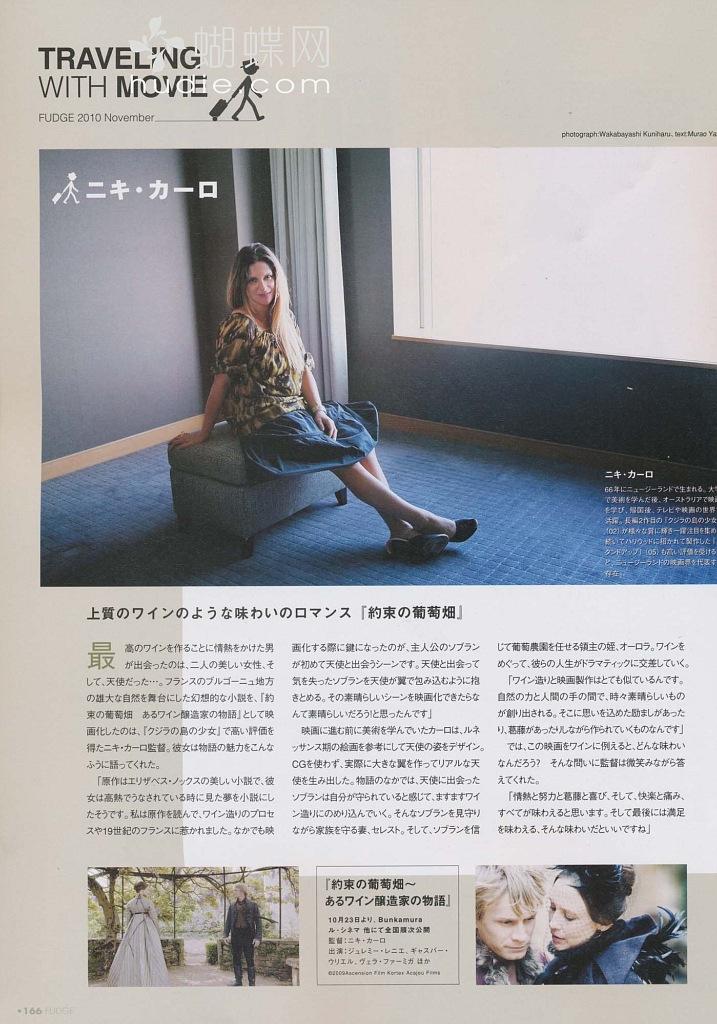 TRAVELING
WITH MOVIE
蝴蝶网
hudie.com
FUDGE 2010 November
photograph:Wakabayashi Kuniharu, text:Murao Ya
ニキ・カーロ
ニキ・カーロ
66年にニュージーランドで生まれる。大
で美術を学んだ後、オーストラリアで映
を学び、帰国後、テレビや映画の世界
活躍。長編2作目の『クジラの島の少女
('02)が様々な賞に輝き一躍注目を集め
続いてハリウッドに招かれて製作した『
タンドアップ』('05)も高い評価を受ける
と、ニュージーランドの映画界を代表す
存在。
上質のワインのような味わいのロマンス『約束の葡萄畑』
最高のワインを作ることに情熱をかけた男
が出会ったのは、二人の美しい女性、そ
して、天使だった…。フランスのブルゴーニュ地方
の雄大な自然を舞台にした幻想的な小説を、『約
束の葡萄畑　あるワイン醸造家の物語』として映
画化したのは、『クジラの島の少女』で高い評価を
得たニキ・カーロ監督。彼女は物語の魅力をこんな
ふうに語ってくれた。
「原作はエリザベス・ノックスの美しい小説で、彼
女は高熱でうなされている時に見た夢を小説にし
たそうです。私は原作を読んで、ワイン造りのプロセ
スや19世紀のフランスに惹かれました。なかでも映
画化する際に鍵になったのが、主人公のソブラン
が初めて天使と出会うシーンです。天使と出会って
気を失ったソブランを天使が翼で包み込むように抱
きとめる。その素晴らしいシーンを映画化できたらな
んて素晴らしいだろう!と思ったんです」
映画に進む前に美術を学んでいたカーロは、ルネ
ッサンス期の絵画を参考にして天使の姿をデザイン。
CGを使わず、実際に大きな翼を作ってリアルな天
使を生み出した。物語のなかでは、天使に出会った
ソブランは自分が守られていると感じて、ますますワイ
ン造りにのめり込んでいく。そんなソブランを見守り
ながら家族を守る妻、セレスト。そして、ソブランを信
じて葡萄農園を任せる領主の姪、オーロラ。ワインを
めぐって、彼らの人生がドラマティックに交差していく。
「ワイン造りと映画製作はとても似ているんです。
自然の力と人間の手の間で、時々素晴らしいもの
が創り出される。そこに思いを込めた励ましがあった
り、葛藤があったりしながら作られていくものなんです」
では、この映画をワインに例えると、どんな味わい
なんだろう?　そんな問いに監督は微笑みながら答
えてくれた。
「情熱と努力と葛藤と喜び、そして、快楽と痛み、
すべてが味わえると思います。そして最後には満足
を味わえる、そんな味わいだといいですね」
『約束の葡萄畑〜
あるワイン醸造家の物語』
10月23日より、Bunkamura
ル・シネマ 他にて全国順次公開
監督：ニキ・カーロ
出演：ジェレミー・レニエ、ギャスパー・
ウリエル、ヴェラ・ファーミガ ほか
©2009Ascension Film Kortex Acajou Films
•166 FUDGE